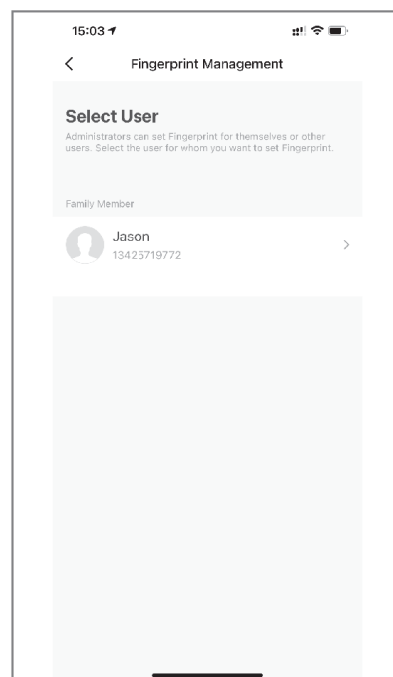 15:03
Fingerprint Management
Select User
Administrators can set Fingerprint for themselves or other
users. Select the user for whom you want to set Fingerprint.
Family Member
Jason
13425719772